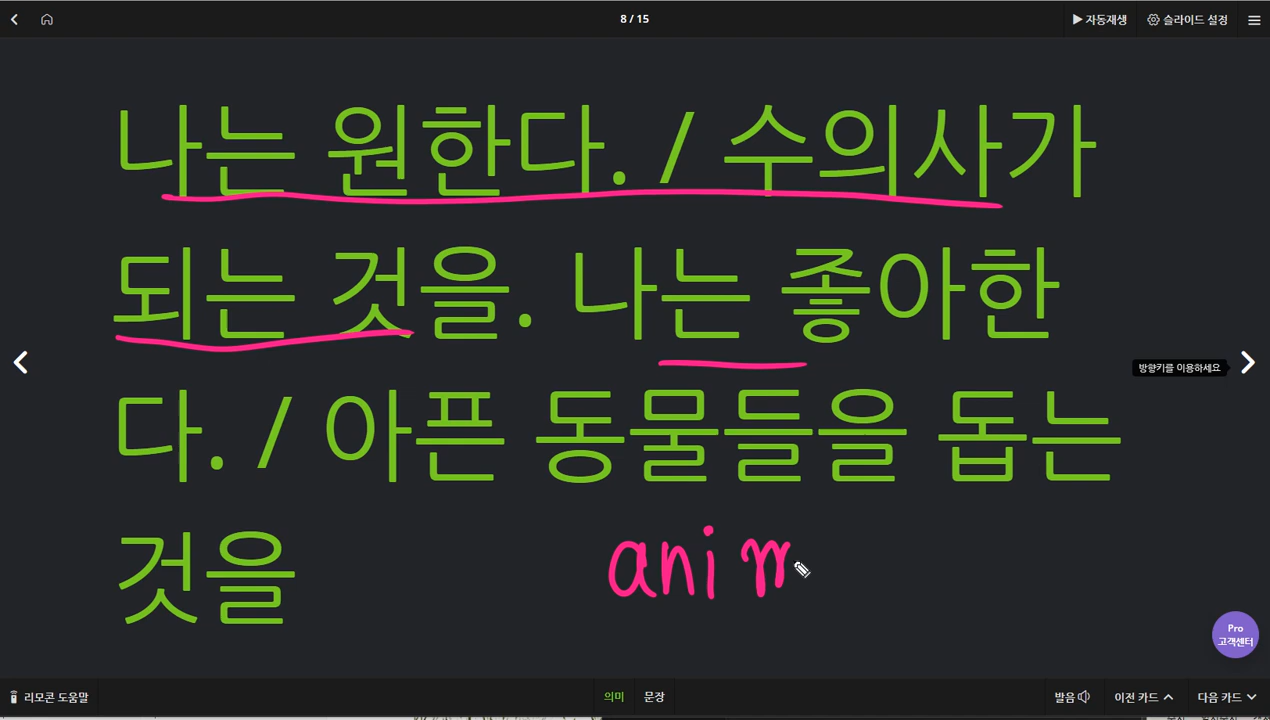 8 / 15
자동재생
슬라이드 설정
나는 원한다. / 수의사가
되는 것을. 나는 좋아한
다. / 아픈 동물들을 돕는
것을
방향키를 이용하세요
anim
Pro
고객센터
리모콘 도움말
의미
문장
발음
이전 카드
다음 카드